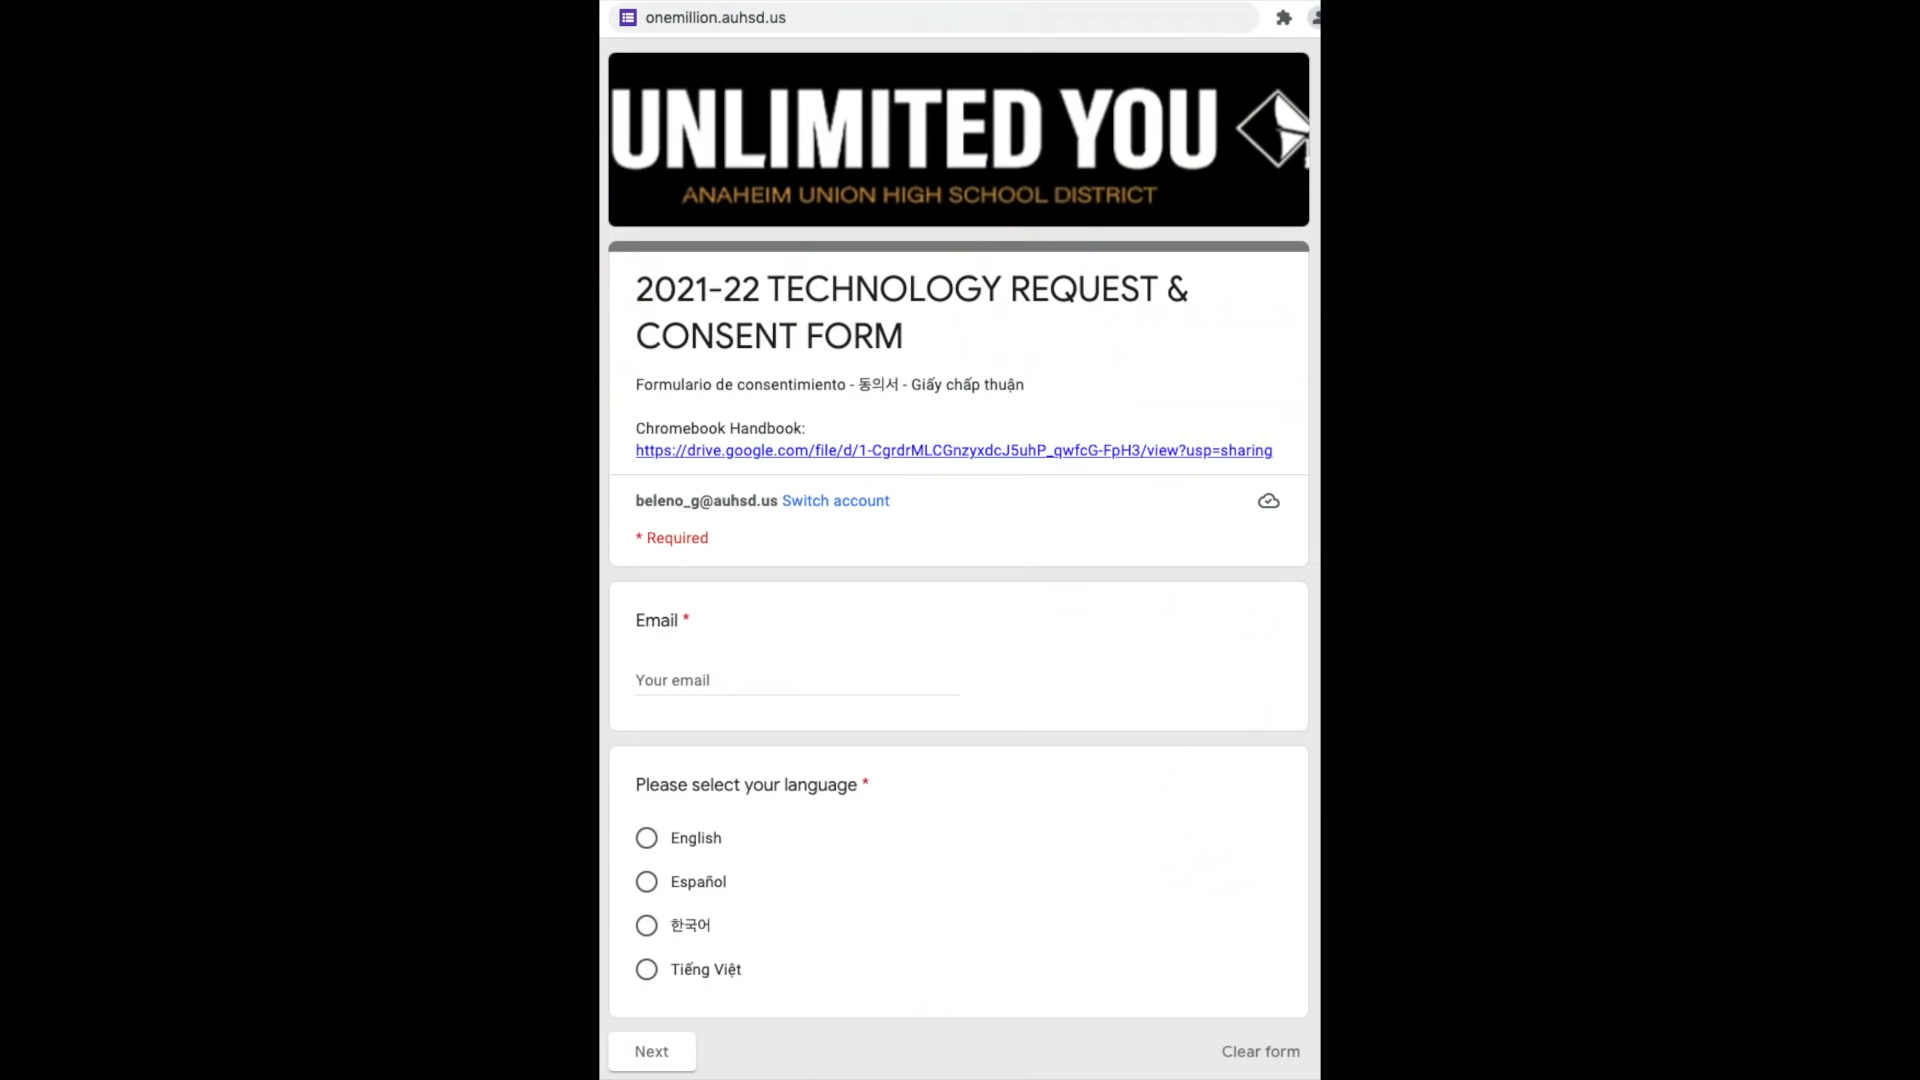 onemillion.auhsd.us
UNLIMITED YOU
ANAHEIM UNION HIGH SCHOOL DISTRICT
2021-22 TECHNOLOGY REQUEST &
CONSENT FORM
Formulario de consentimiento - 동의서 - Giấy chấp thuận
Chromebook Handbook:
https://drive.google.com/file/d/1-CgrdrMLCGnzyxdcJ5uhP_qwfcG-FpH3/view?usp=sharing
beleno_g@auhsd.us Switch account
* Required
Email *
Your email
Please select your language *
English
Español
한국어
Tiếng Việt
Next
Clear form